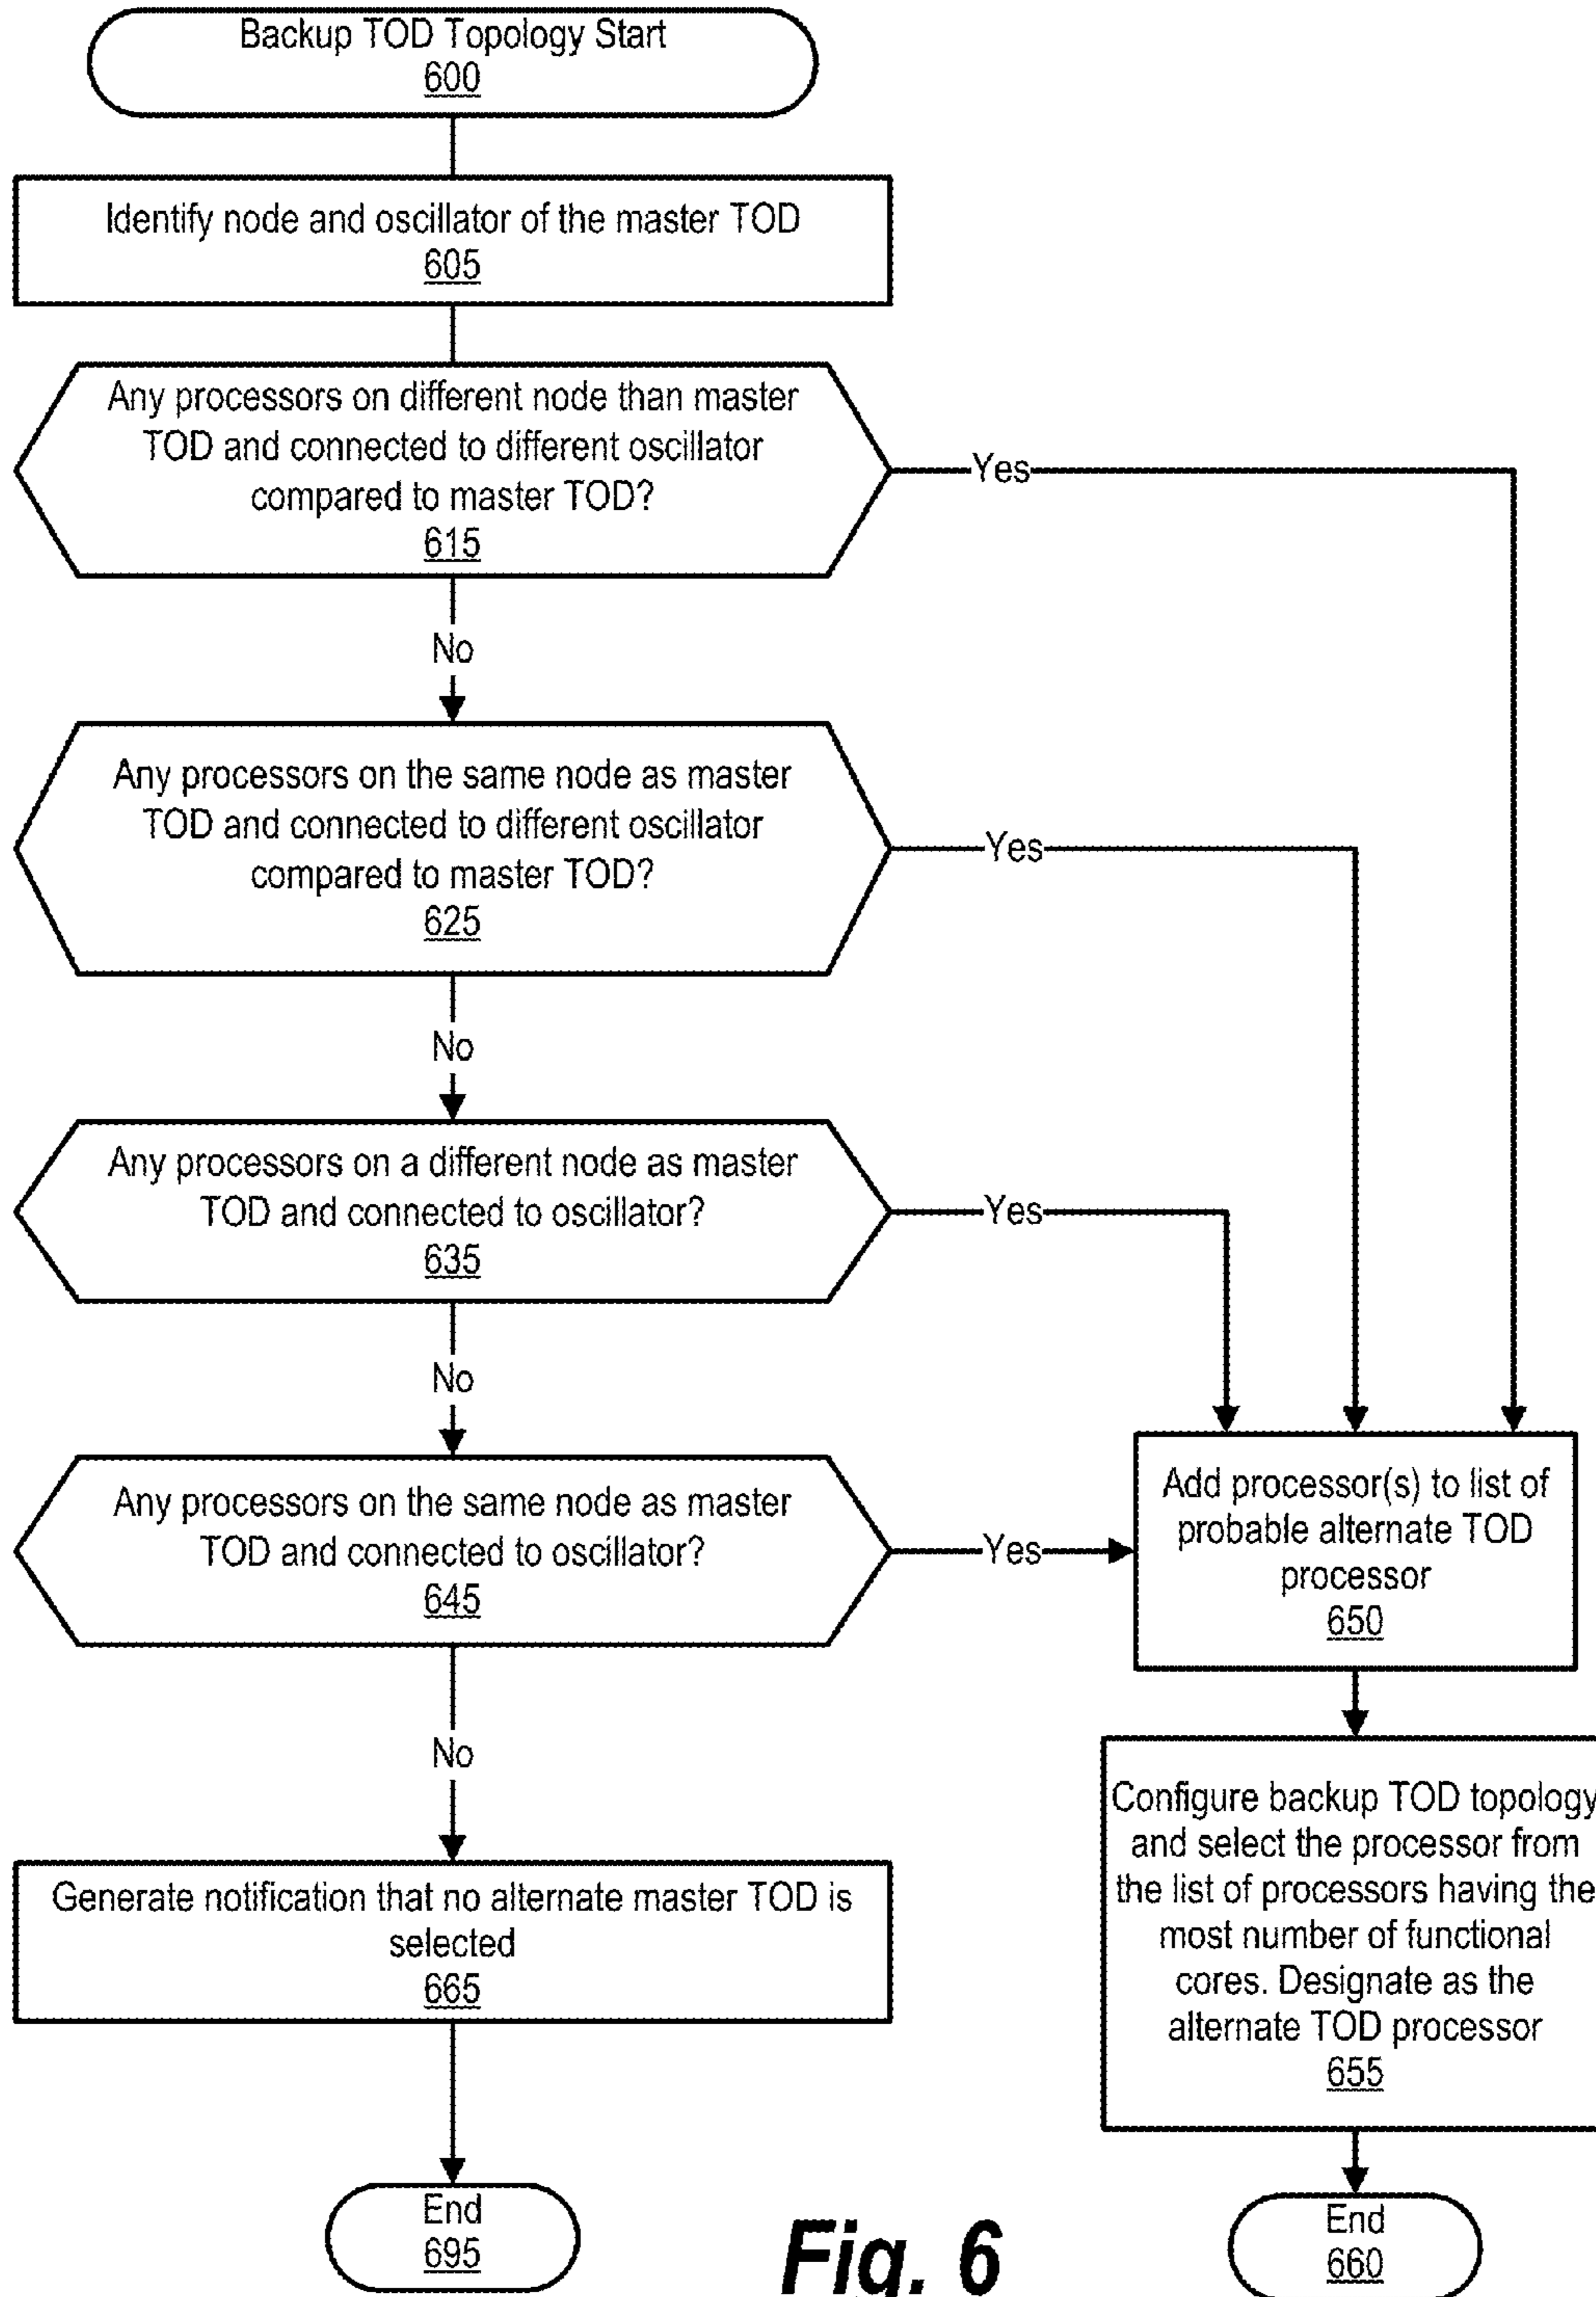 Backup TOD Topology Start
600
Identify node and oscillator of the master TOD
605
Any processors on different node than master
TOD and connected to different oscillator
compared to master TOD?
615
Yes
No
Any processors on the same node as master
TOD and connected to different oscillator
compared to master TOD?
625
Yes
No
Any processors on a different node as master
TOD and connected to oscillator?
635
Yes
No
Any processors on the same node as master
TOD and connected to oscillator?
645
Yes
Add processor(s) to list of
probable alternate TOD
processor
650
No
Configure backup TOD topology
and select the processor from
the list of processors having the
most number of functional
cores. Designate as the
alternate TOD processor
655
Generate notification that no alternate master TOD is
selected
665
End
695
End
660
Fig. 6